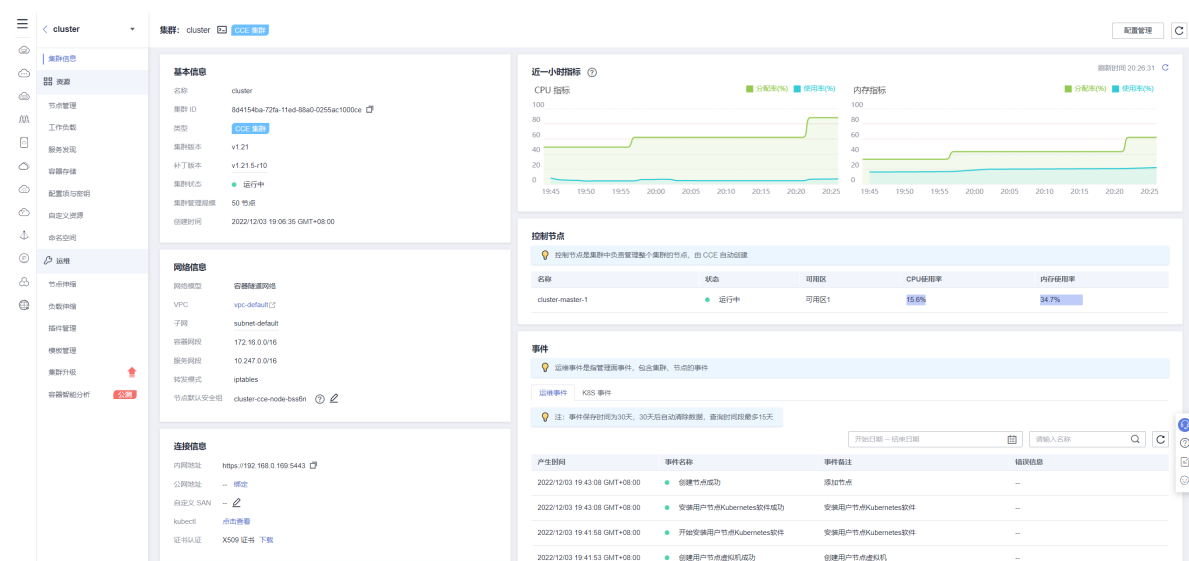 cluster
集群： cluster CCE 集群
配置管理
集群信息
资源
节点管理
工作负载
服务发现
容器存储
配置项与密钥
自定义资源
命名空间
运维
节点伸缩
负载伸缩
插件管理
模板管理
集群升级
容器智能分析 公测
基本信息
名称 cluster
集群 ID 8d4154ba-72fa-11ed-88a0-0255ac1000ce
类型 CCE 集群
集群版本 v1.21
补丁版本 v1.21.5-r10
集群状态 运行中
集群管理规模 50 节点
创建时间 2022/12/03 19:06:35 GMT+08:00
网络信息
网络模型 容器隧道网络
VPC vpc-default
子网 subnet-default
容器网段 172.16.0.0/16
服务网段 10.247.0.0/16
转发模式 iptables
节点默认安全组 cluster-cce-node-bss6n
连接信息
内网地址 https://192.168.0.169:5443
公网地址 -- 绑定
自定义 SAN --
kubectl 点击查看
证书认证 X509 证书 下载
近一小时指标
刷新时间 20:26:31
CPU 指标 分配率(%) 使用率(%)
100
80
60
40
20
0
19:45 19:50 19:55 20:00 20:05 20:10 20:15 20:20 20:25
内存指标 分配率(%) 使用率(%)
100
80
60
40
20
0
19:45 19:50 19:55 20:00 20:05 20:10 20:15 20:20 20:25
控制节点
控制节点是集群中负责管理整个集群的节点，由 CCE 自动创建
名称 状态 可用区 CPU使用率 内存使用率
cluster-master-1 运行中 可用区1 15.6% 34.7%
事件
运维事件是指管理面事件，包含集群、节点的事件
运维事件 K8S 事件
注：事件保存时间为30天，30天后自动清除数据，查询时间段最多15天
开始日期 – 结束日期 请输入名称
产生时间 事件名称 事件备注 错误信息
2022/12/03 19:43:08 GMT+08:00 创建节点成功 添加节点 --
2022/12/03 19:43:08 GMT+08:00 安装用户节点Kubernetes软件成功 安装用户节点Kubernetes软件 --
2022/12/03 19:41:58 GMT+08:00 开始安装用户节点Kubernetes软件 安装用户节点Kubernetes软件 --
2022/12/03 19:41:53 GMT+08:00 创建用户节点虚拟机成功 创建用户节点虚拟机 --